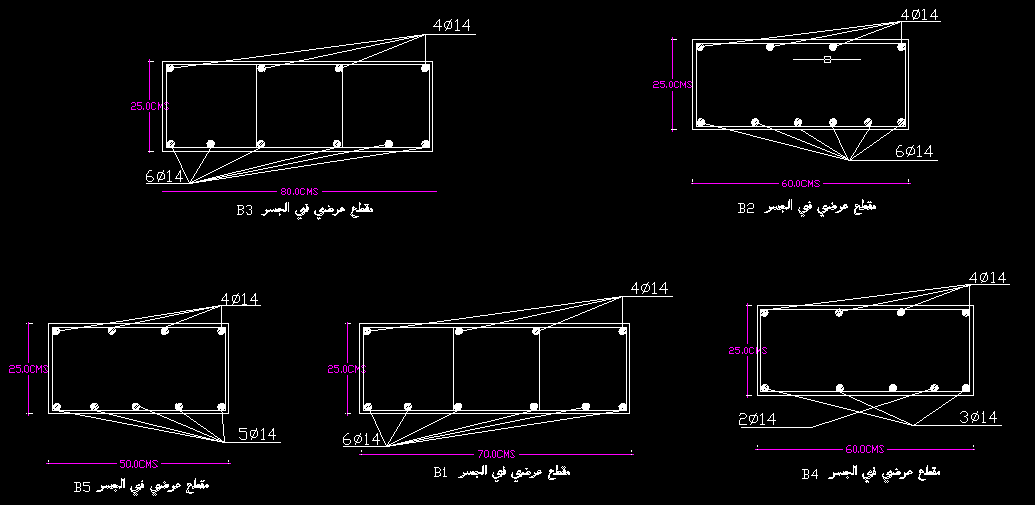 4Ø14
25.0CMS
6Ø14
80.0CMS
مقطع عرضي في الجسر B3
4Ø14
25.0CMS
6Ø14
60.0CMS
مقطع عرضي في الجسر B2
4Ø14
25.0CMS
5Ø14
50.0CMS
مقطع عرضي في الجسر B5
4Ø14
25.0CMS
6Ø14
70.0CMS
مقطع عرضي في الجسر B1
4Ø14
25.0CMS
2Ø14
3Ø14
60.0CMS
مقطع عرضي في الجسر B4